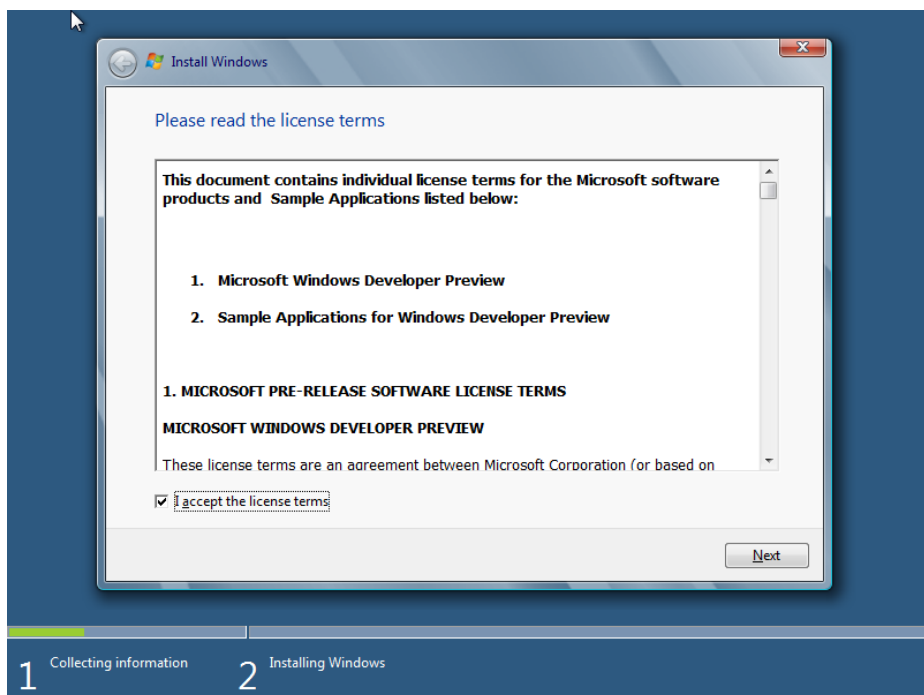 Install Windows
Please read the license terms
This document contains individual license terms for the Microsoft software
products and  Sample Applications listed below:
1. Microsoft Windows Developer Preview
2. Sample Applications for Windows Developer Preview
1. MICROSOFT PRE-RELEASE SOFTWARE LICENSE TERMS
MICROSOFT WINDOWS DEVELOPER PREVIEW
These license terms are an agreement between Microsoft Corporation (or based on
I accept the license terms
Next
1 Collecting information 2 Installing Windows